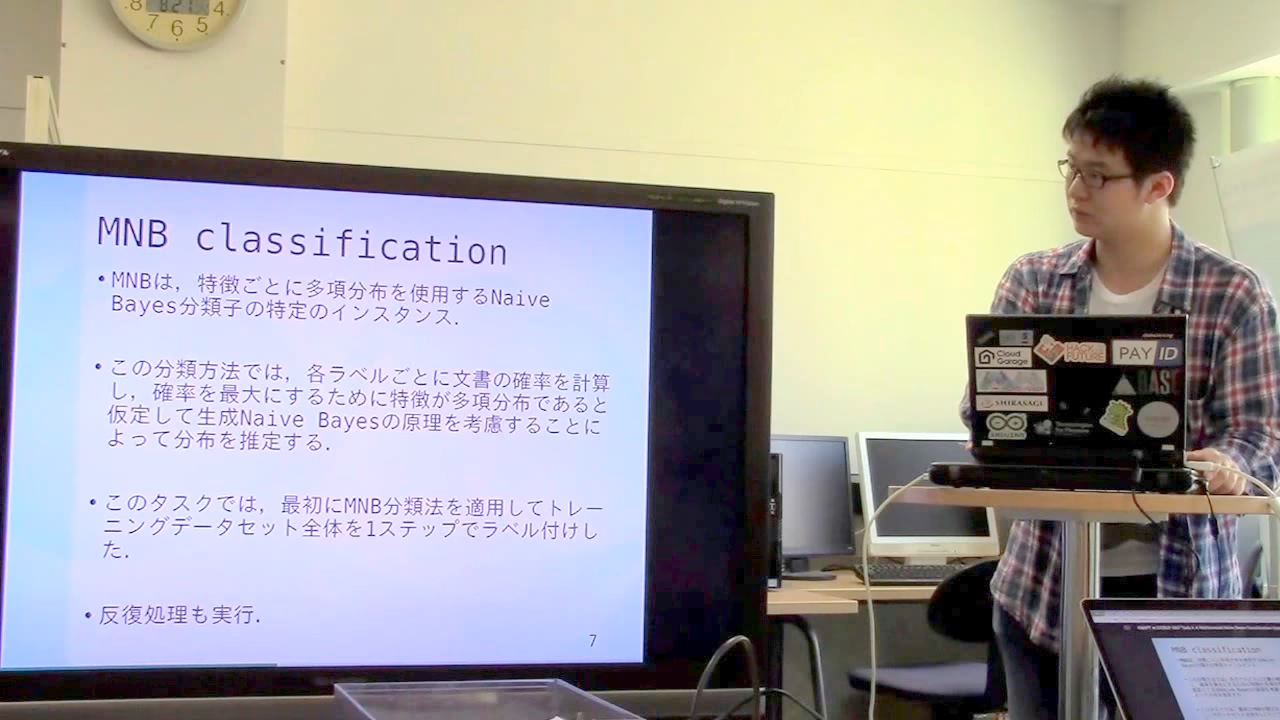 8 7 6 5 4
MNB classification
•MNBは, 特徴ごとに多項分布を使用するNaive
Bayes分類子の特定のインスタンス.
•この分類方法では, 各ラベルごとに文書の確率を計算
し, 確率を最大にするために特徴が多項分布であると
仮定して生成Naive Bayesの原理を考慮することに
よって分布を推定する.
•このタスクでは, 最初にMNB分類法を適用してトレー
ニングデータセット全体を1ステップでラベル付けし
た.
•反復処理も実行.
7
Cloud
Garage
HACK
FUTURE
PAY ID
SHIRASAGI
ARDUINO
MNB classification